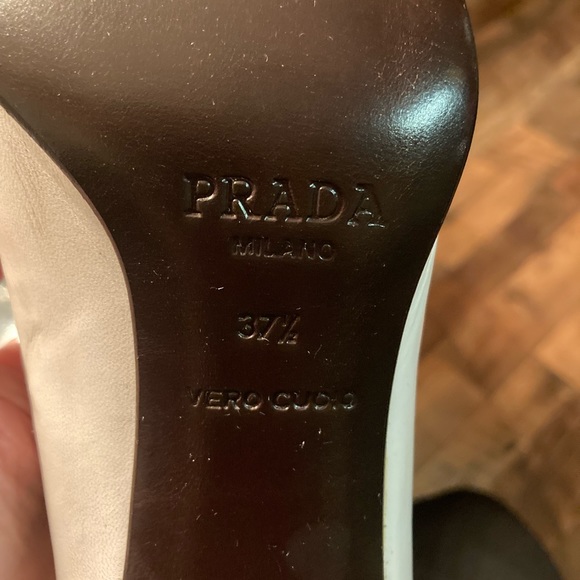 PRADA
MILANO
37½
VERO CUOIO